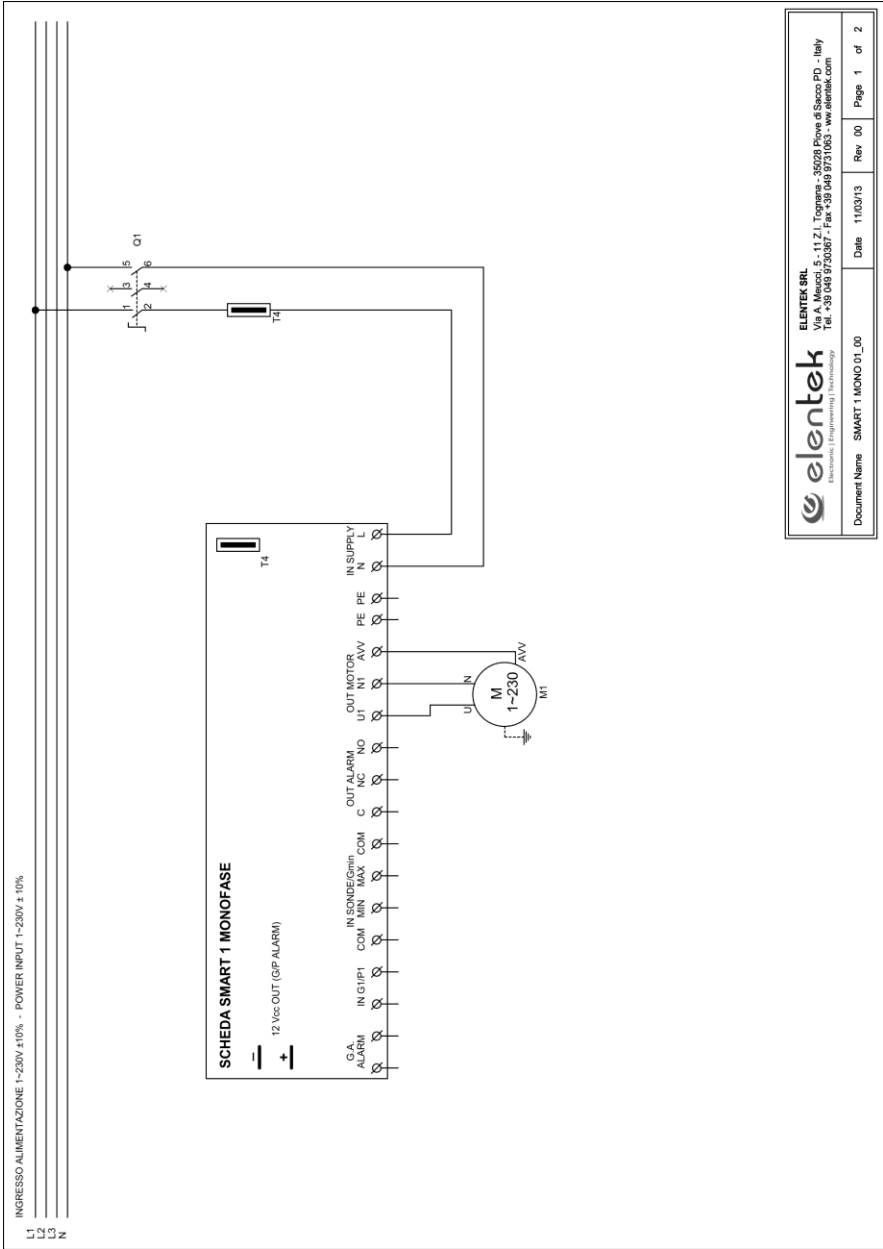 INGRESSO ALIMENTAZIONE 1~230V ±10% - POWER INPUT 1~230V ± 10%
L1
L2
L3
N
Q1
1 3 5
2 4 6
T4
SCHEDA SMART 1 MONOFASE
T4
−
+
12 Vcc OUT (G/P ALARM)
G.A.
ALARM
IN G1/P1
IN SONDE/Gmin
COM MIN MAX COM
OUT ALARM
C NC NO
OUT MOTOR
U1 N1 AVV
PE PE
IN SUPPLY
N L
U N AVV
M
1~230
M1
elentek
Electronic | Engineering | Technology
ELENTEK SRL
Via A. Meucci, 5 - 11 Z.I. Tognana - 35028 Piove di Sacco PD - Italy
Tel. +39 049 9730367 - Fax +39 049 9731063 - ww.elentek.com
Document Name SMART 1 MONO 01_00
Date 11/03/13
Rev 00
Page 1 of 2